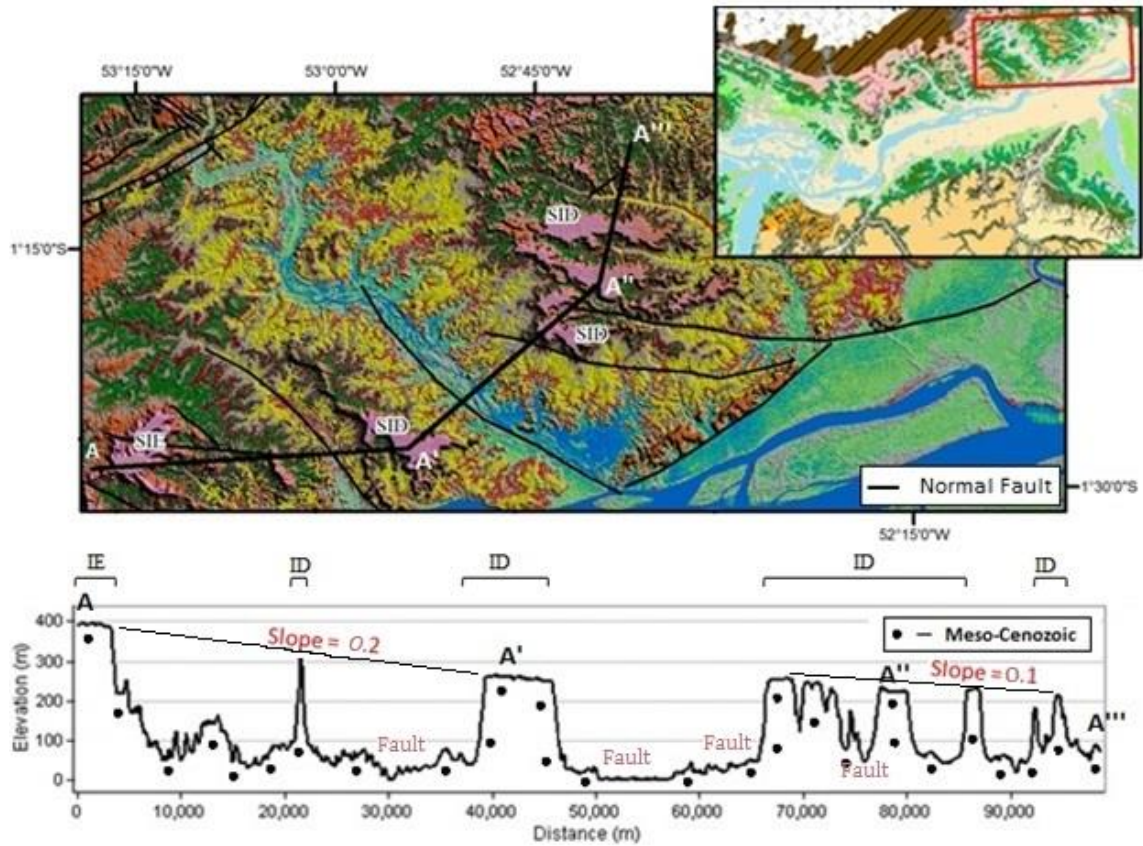 53°15'0"W
53°0'0"W
52°45'0"W
A'''
SID
1°15'0"S
A''
SID
SID
SIE
A
A'
Normal Fault
1°30'0"S
52°15'0"W
IE
ID
ID
ID
ID
A
400
Slope = 0.2
Meso-Cenozoic
300
A'
A''
Slope=0.1
Elevation (m)
200
A'''
100
Fault
Fault
Fault
Fault
0
0
10,000
20,000
30,000
40,000
50,000
60,000
70,000
80,000
90,000
Distance (m)